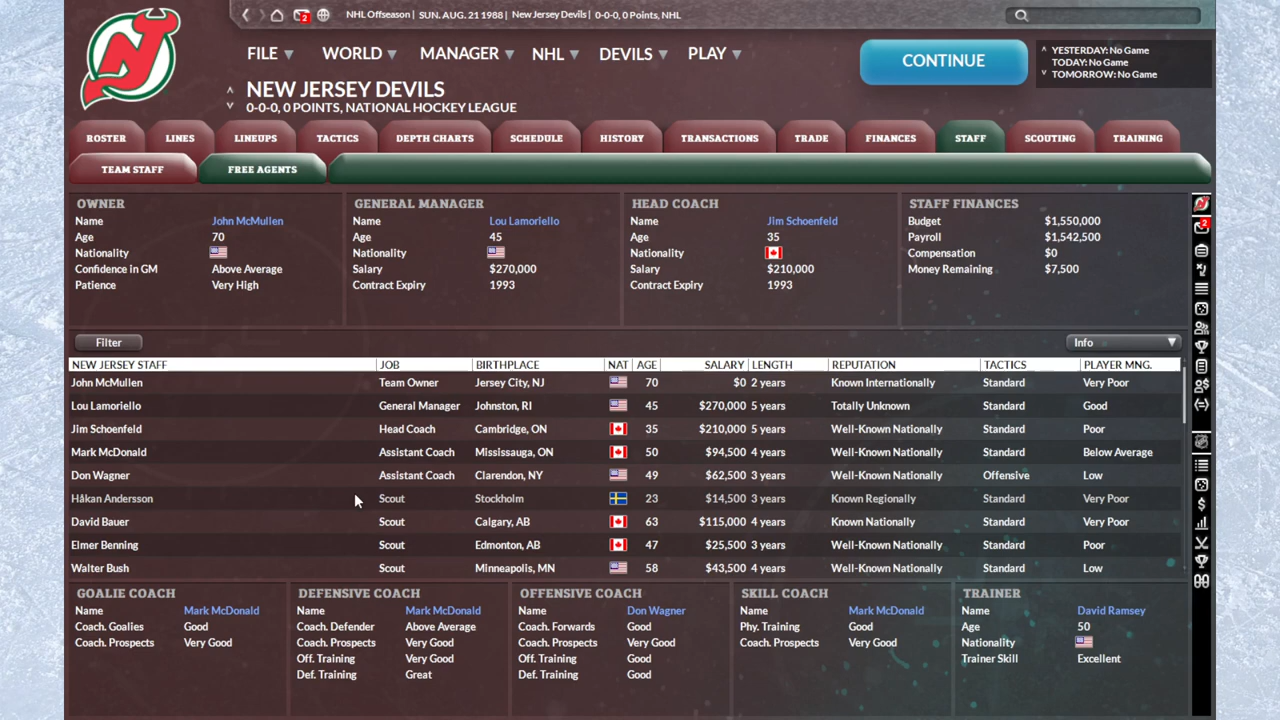 2
NHL Offseason | SUN. AUG. 21 1988 | New Jersey Devils | 0-0-0, 0 Points, NHL
FILE WORLD MANAGER NHL DEVILS PLAY
CONTINUE
YESTERDAY: No Game
TODAY: No Game
TOMORROW: No Game
NEW JERSEY DEVILS
0-0-0, 0 POINTS, NATIONAL HOCKEY LEAGUE
ROSTER LINES LINEUPS TACTICS DEPTH CHARTS SCHEDULE HISTORY TRANSACTIONS TRADE FINANCES STAFF SCOUTING TRAINING
TEAM STAFF FREE AGENTS
OWNER
Name John McMullen
Age 70
Nationality
Confidence in GM Above Average
Patience Very High
GENERAL MANAGER
Name Lou Lamoriello
Age 45
Nationality
Salary $270,000
Contract Expiry 1993
HEAD COACH
Name Jim Schoenfeld
Age 35
Nationality
Salary $210,000
Contract Expiry 1993
STAFF FINANCES
Budget $1,550,000
Payroll $1,542,500
Compensation $0
Money Remaining $7,500
2
Filter
Info
NEW JERSEY STAFF JOB BIRTHPLACE NAT AGE SALARY LENGTH REPUTATION TACTICS PLAYER MNG.
John McMullen Team Owner Jersey City, NJ 70 $0 2 years Known Internationally Standard Very Poor
Lou Lamoriello General Manager Johnston, RI 45 $270,000 5 years Totally Unknown Standard Good
Jim Schoenfeld Head Coach Cambridge, ON 35 $210,000 5 years Well-Known Nationally Standard Poor
Mark McDonald Assistant Coach Mississauga, ON 50 $94,500 4 years Well-Known Nationally Standard Below Average
Don Wagner Assistant Coach Clarendon, NY 49 $62,500 3 years Well-Known Nationally Offensive Low
Håkan Andersson Scout Stockholm 23 $14,500 3 years Known Regionally Standard Very Poor
David Bauer Scout Calgary, AB 63 $115,000 4 years Known Nationally Standard Very Poor
Elmer Benning Scout Edmonton, AB 47 $25,500 3 years Well-Known Nationally Standard Poor
Walter Bush Scout Minneapolis, MN 58 $43,500 4 years Well-Known Nationally Standard Low
GOALIE COACH
Name Mark McDonald
Coach. Goalies Good
Coach. Prospects Very Good
DEFENSIVE COACH
Name Mark McDonald
Coach. Defender Above Average
Coach. Prospects Very Good
Off. Training Very Good
Def. Training Great
OFFENSIVE COACH
Name Don Wagner
Coach. Forwards Good
Coach. Prospects Very Good
Off. Training Good
Def. Training Good
SKILL COACH
Name Mark McDonald
Phy. Training Good
Coach. Prospects Very Good
TRAINER
Name David Ramsey
Age 50
Nationality
Trainer Skill Excellent